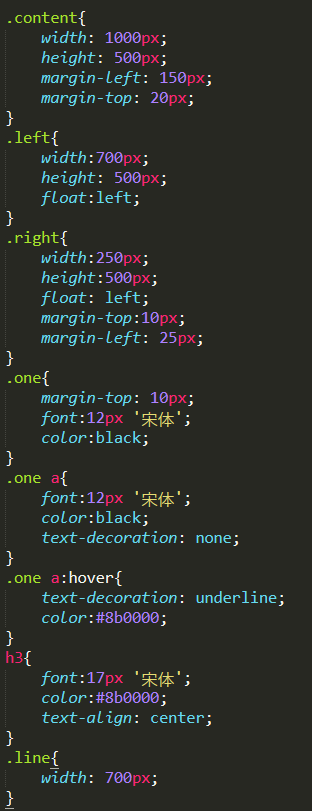 .content{
    width: 1000px;
    height: 500px;
    margin-left: 150px;
    margin-top: 20px;
}
.left{
    width:700px;
    height: 500px;
    float:left;
}
.right{
    width:250px;
    height:500px;
    float: left;
    margin-top:10px;
    margin-left: 25px;
}
.one{
    margin-top: 10px;
    font:12px '宋体';
    color:black;
}
.one a{
    font:12px '宋体';
    color:black;
    text-decoration: none;
}
.one a:hover{
    text-decoration: underline;
    color:#8b0000;
}
h3{
    font:17px '宋体';
    color:#8b0000;
    text-align: center;
}
.line{
    width: 700px;
}